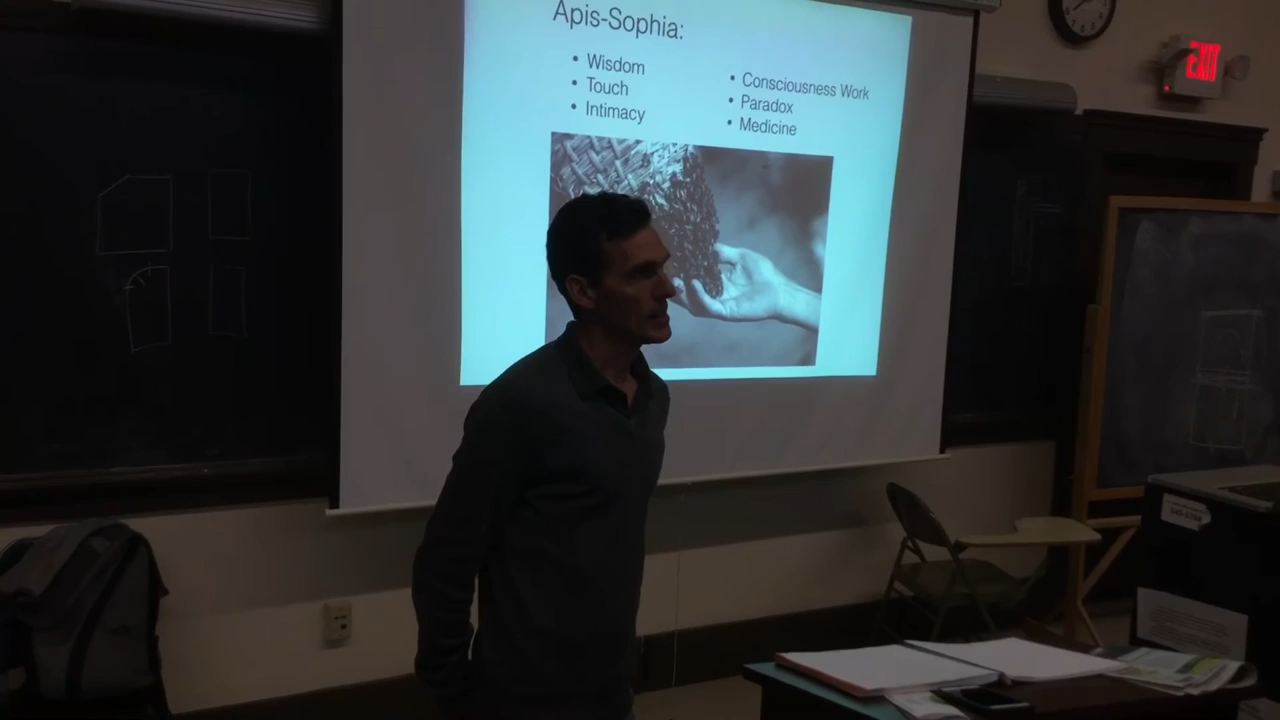 Apis-Sophia:
• Wisdom
• Touch
• Intimacy
• Consciousness Work
• Paradox
• Medicine
EXIT